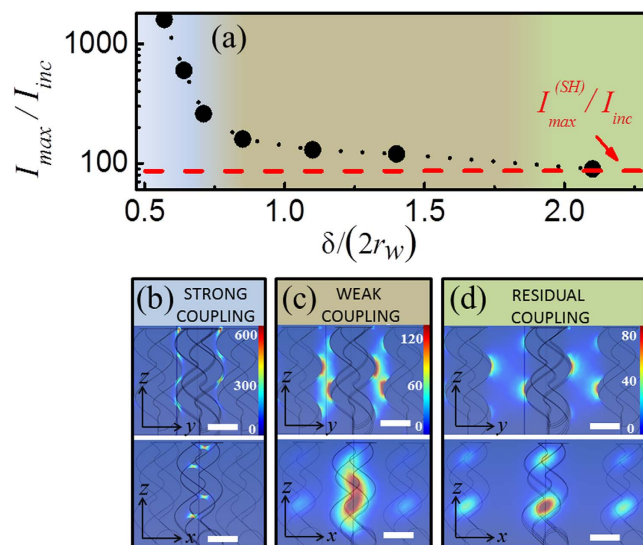 (a)
1000
100
I_max / I_inc
I_max^(SH) / I_inc
0.5 1.0 1.5 2.0
δ/(2r_W)
(b) STRONG COUPLING
(c) WEAK COUPLING
(d) RESIDUAL COUPLING
600
300
0
z
y
120
60
0
z
y
80
40
0
z
y
z
x
z
x
z
x